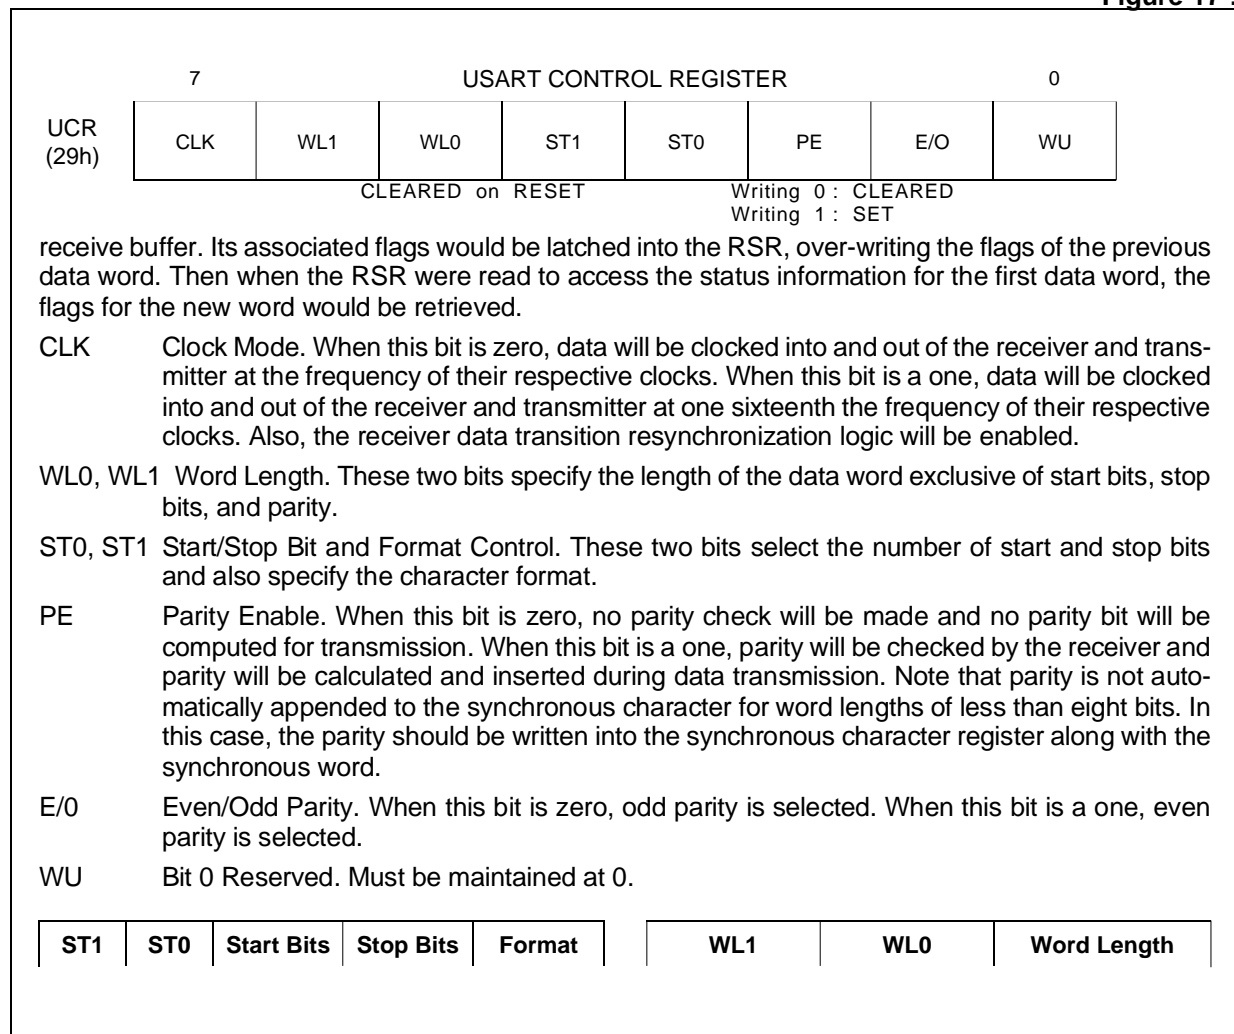 Figure 17 :
7 USART CONTROL REGISTER 0
UCR
(29h)
CLK WL1 WL0 ST1 ST0 PE E/O WU
CLEARED on RESET Writing 0 : CLEARED
Writing 1 : SET
receive buffer. Its associated flags would be latched into the RSR, over-writing the flags of the previous
data word. Then when the RSR were read to access the status information for the first data word, the
flags for the new word would be retrieved.
CLK Clock Mode. When this bit is zero, data will be clocked into and out of the receiver and trans-
mitter at the frequency of their respective clocks. When this bit is a one, data will be clocked
into and out of the receiver and transmitter at one sixteenth the frequency of their respective
clocks. Also, the receiver data transition resynchronization logic will be enabled.
WL0, WL1 Word Length. These two bits specify the length of the data word exclusive of start bits, stop
bits, and parity.
ST0, ST1 Start/Stop Bit and Format Control. These two bits select the number of start and stop bits
and also specify the character format.
PE Parity Enable. When this bit is zero, no parity check will be made and no parity bit will be
computed for transmission. When this bit is a one, parity will be checked by the receiver and
parity will be calculated and inserted during data transmission. Note that parity is not auto-
matically appended to the synchronous character for word lengths of less than eight bits. In
this case, the parity should be written into the synchronous character register along with the
synchronous word.
E/0 Even/Odd Parity. When this bit is zero, odd parity is selected. When this bit is a one, even
parity is selected.
WU Bit 0 Reserved. Must be maintained at 0.
ST1 ST0 Start Bits Stop Bits Format WL1 WL0 Word Length